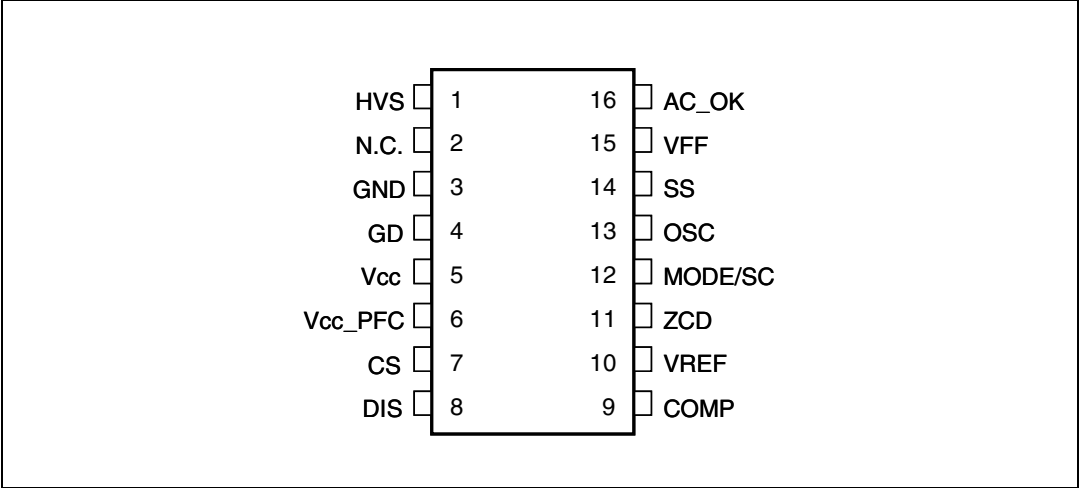 HVS 1 16 AC_OK
N.C. 2 15 VFF
GND 3 14 SS
GD 4 13 OSC
Vcc 5 12 MODE/SC
Vcc_PFC 6 11 ZCD
CS 7 10 VREF
DIS 8 9 COMP